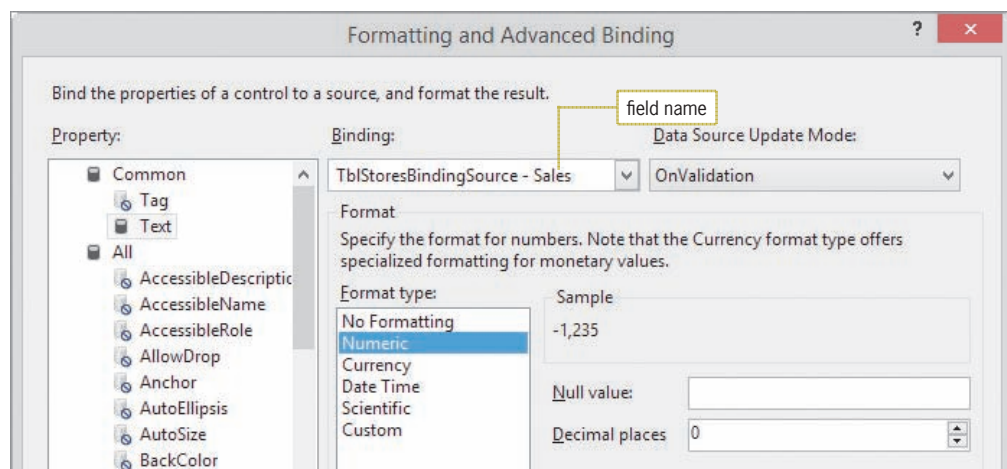 Formatting and Advanced Binding
?
×
Bind the properties of a control to a source, and format the result.
field name
Property:
Binding:
Data Source Update Mode:
Common
Tag
Text
All
AccessibleDescriptic
AccessibleName
AccessibleRole
AllowDrop
Anchor
AutoEllipsis
AutoSize
BackColor
TblStoresBindingSource - Sales
OnValidation
Format
Specify the format for numbers. Note that the Currency format type offers
specialized formatting for monetary values.
Format type:
No Formatting
Numeric
Currency
Date Time
Scientific
Custom
Sample
-1,235
Null value:
Decimal places
0